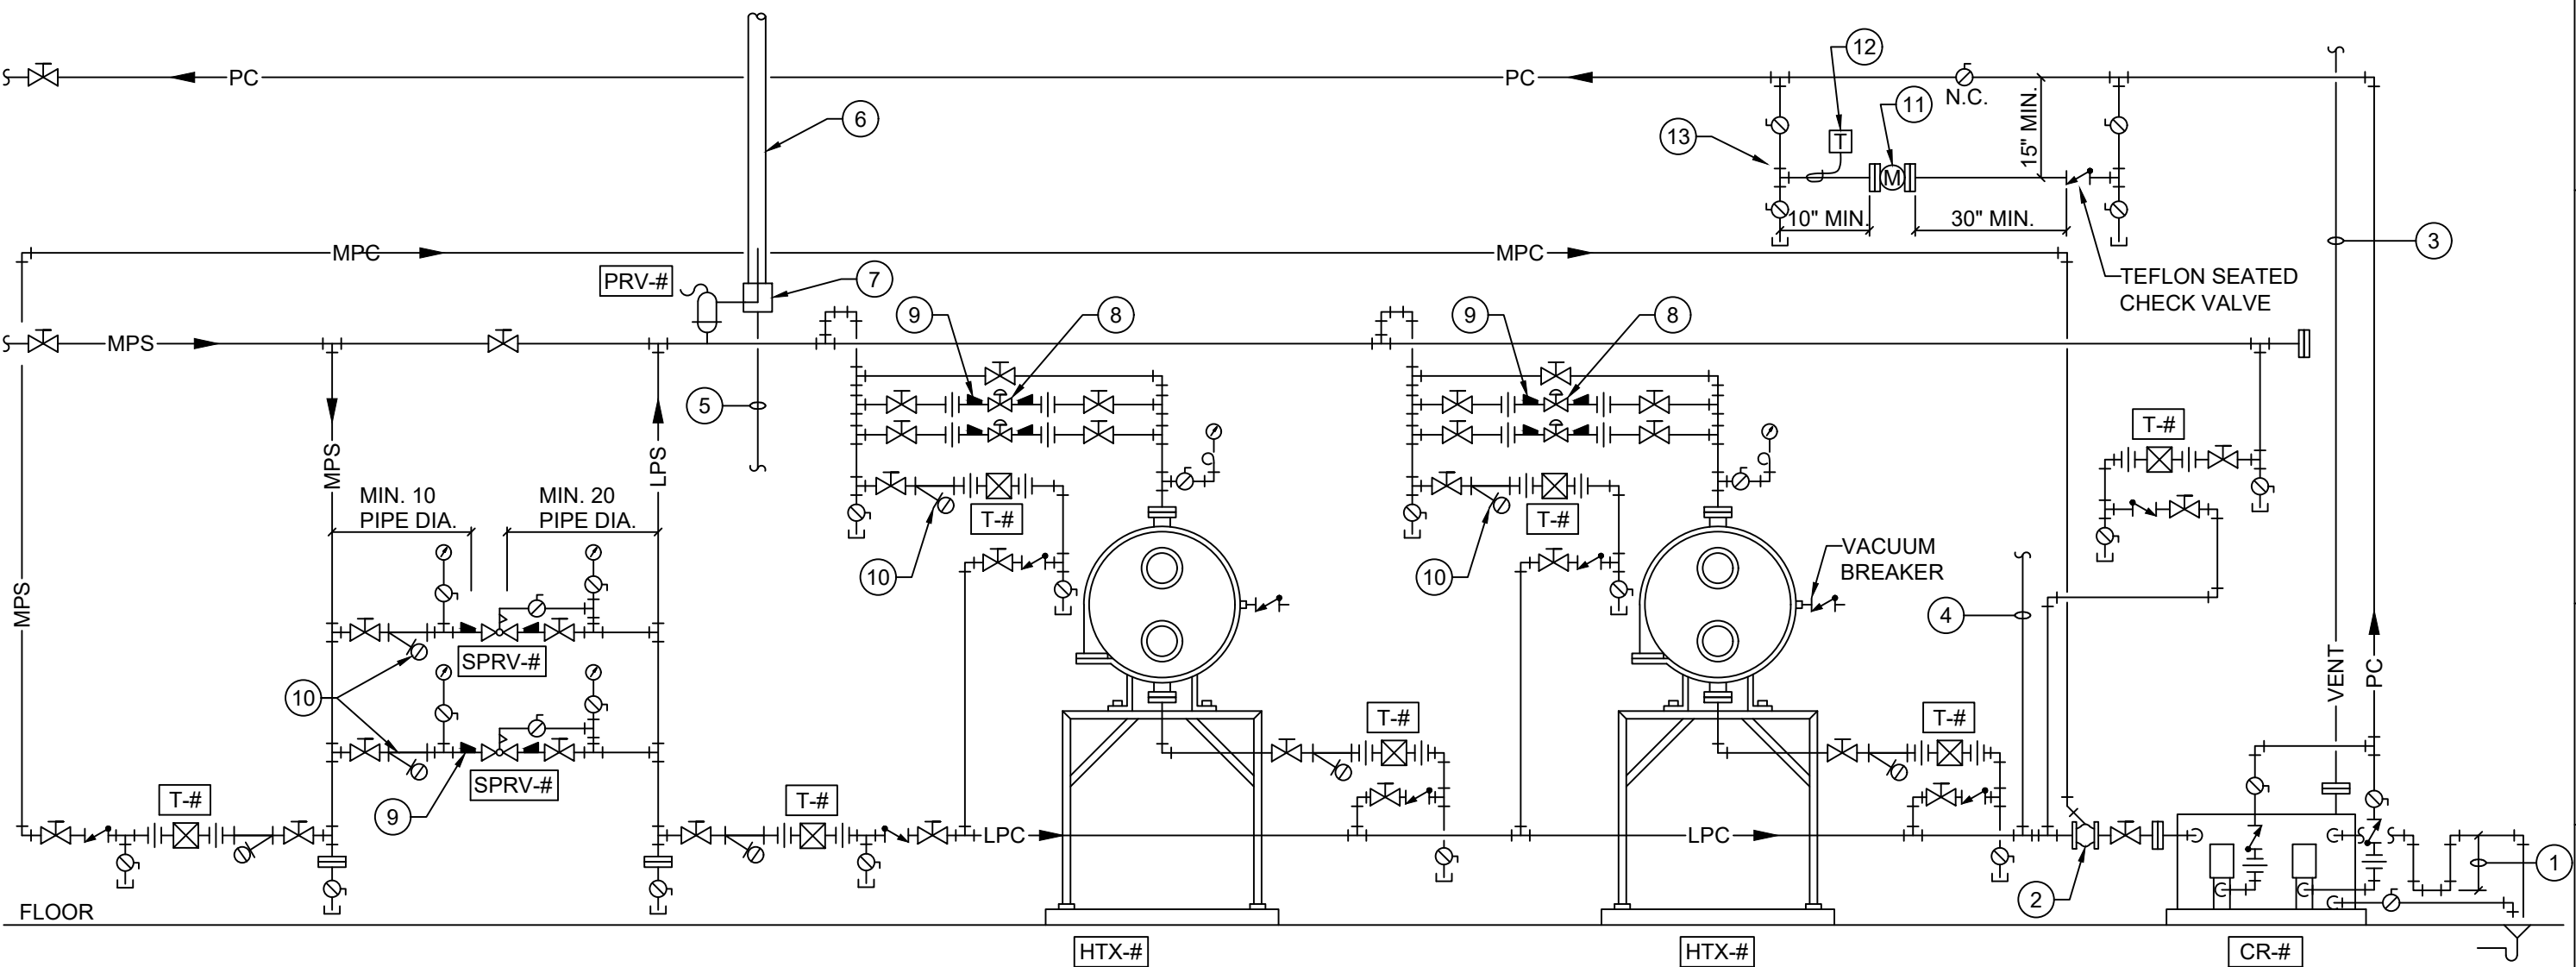 12
PC
PC
N.C.
11
6
13
15" MIN.
M
T
10" MIN.
30" MIN.
3
MPC
MPC
PRV-#
7
TEFLON SEATED
CHECK VALVE
9
8
9
8
MPS
5
T-#
MPS
LPS
MIN. 10
PIPE DIA.
MIN. 20
PIPE DIA.
T-#
T-#
VACUUM
BREAKER
10
10
MPS
4
SPRV-#
VENT
PC
10
T-#
T-#
SPRV-#
T-#
T-#
9
LPC
LPC
1
2
FLOOR
HTX-#
HTX-#
CR-#